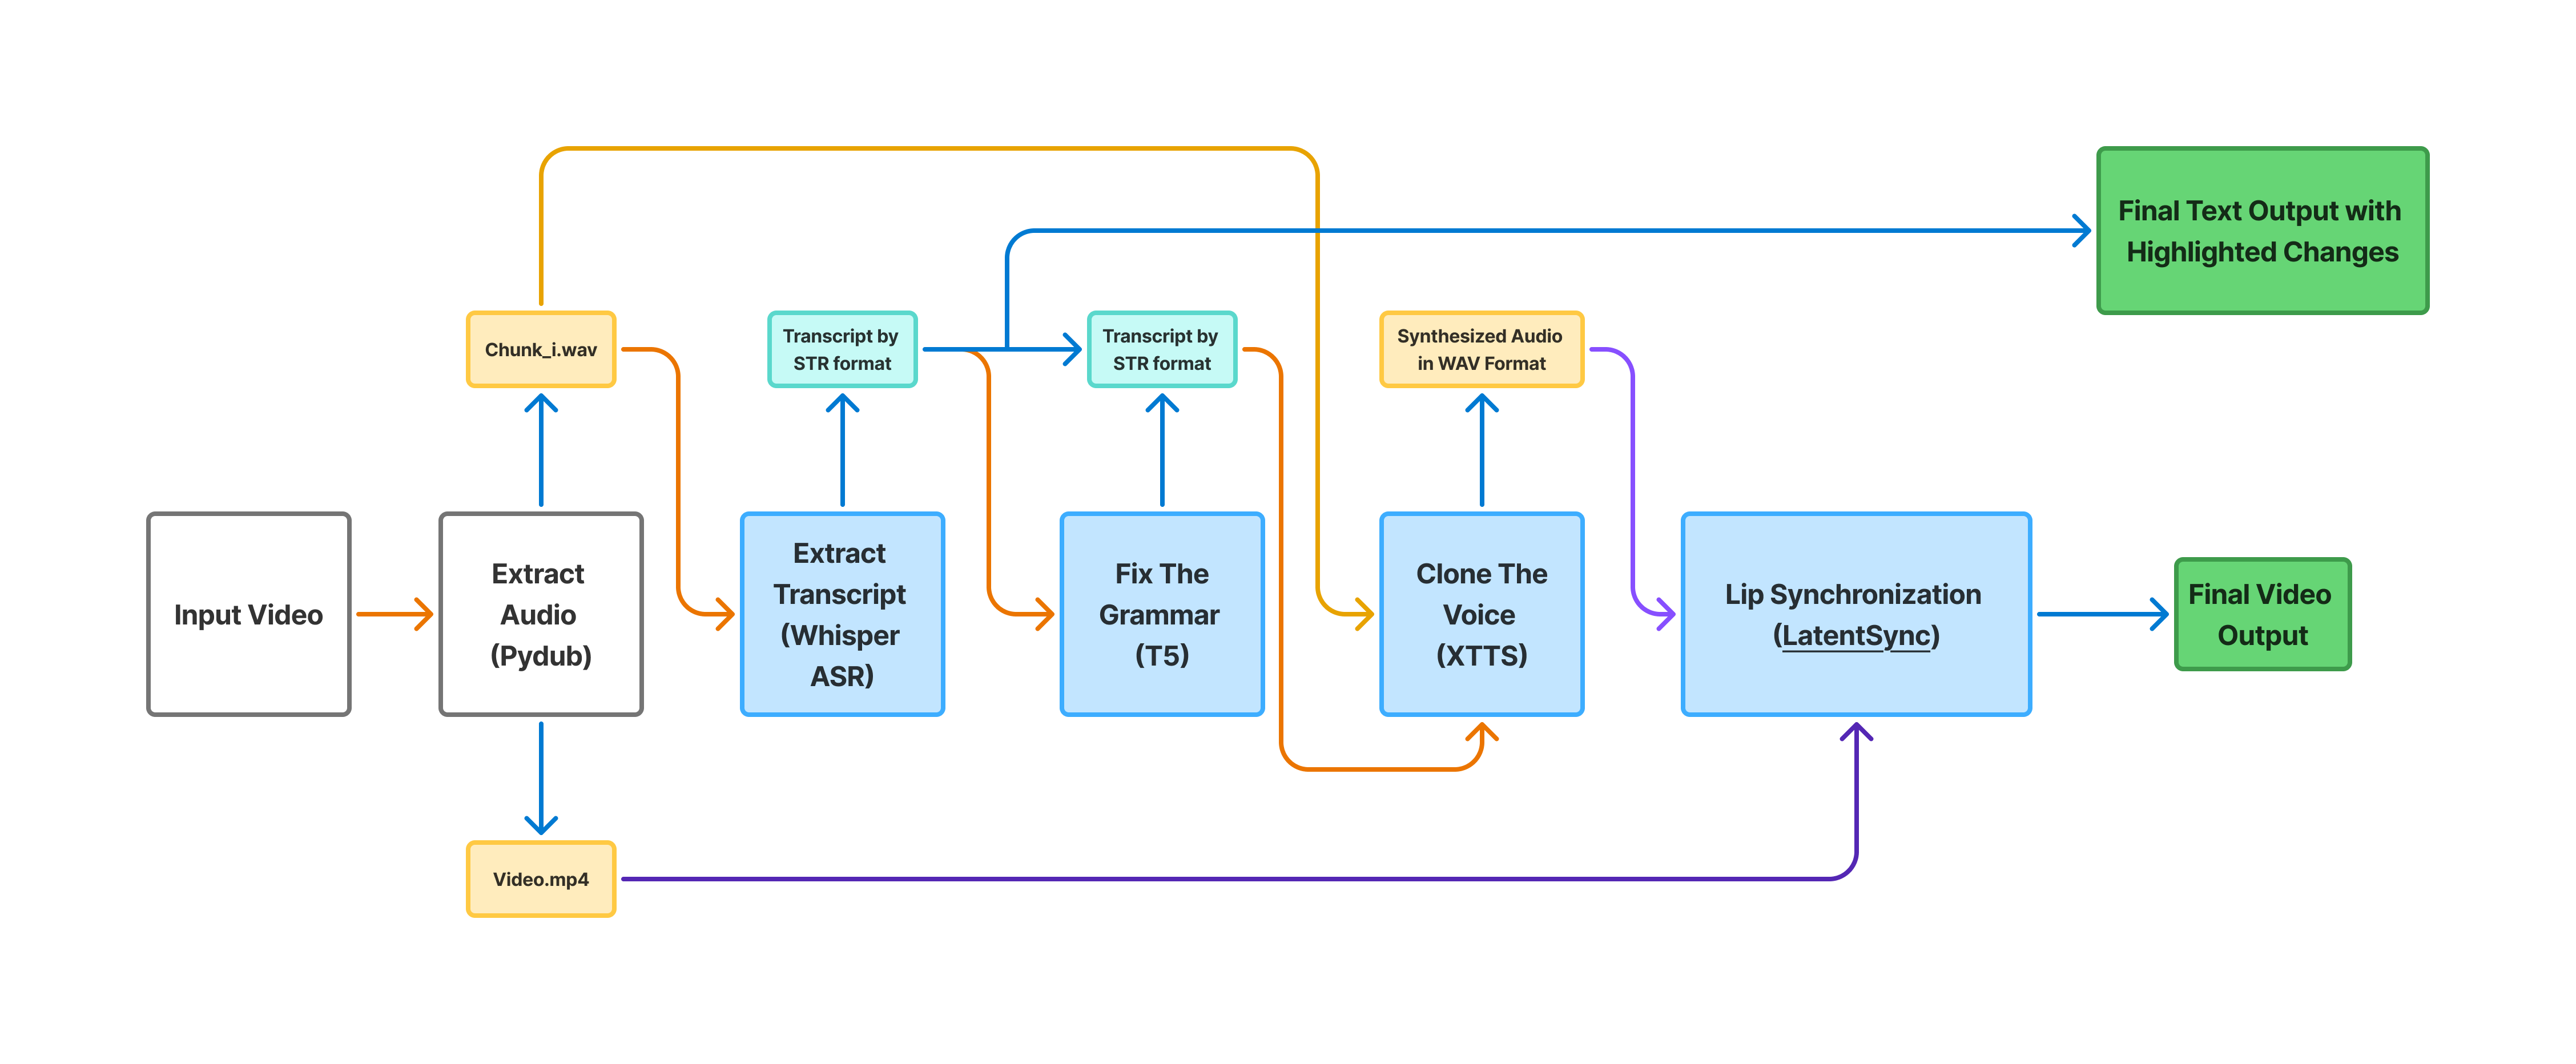 Final Text Output with
Highlighted Changes
Chunk_i.wav
Transcript by
STR format
Transcript by
STR format
Synthesized Audio
in WAV Format
Input Video
Extract
Audio
(Pydub)
Extract
Transcript
(Whisper
ASR)
Fix The
Grammar
(T5)
Clone The
Voice
(XTTS)
Lip Synchronization
(LatentSync)
Final Video
Output
Video.mp4